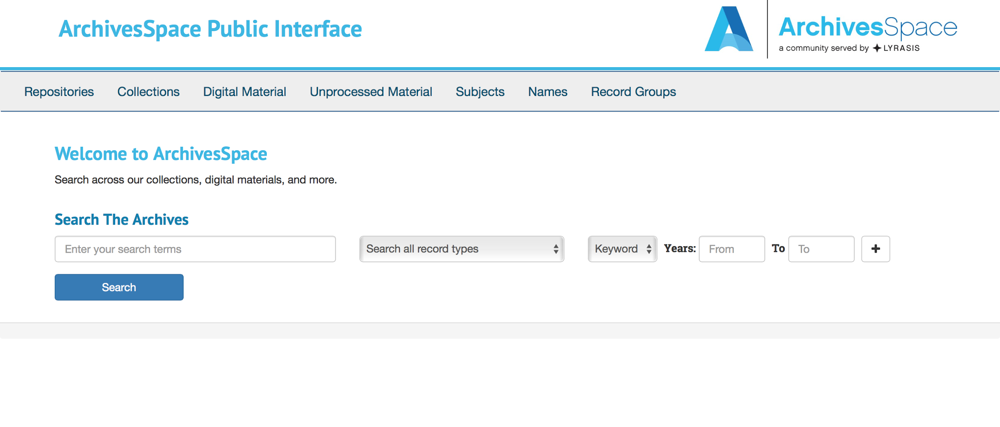 ArchivesSpace Public Interface
ArchivesSpace
a community served by LYRASIS
Repositories Collections Digital Material Unprocessed Material Subjects Names Record Groups
Welcome to ArchivesSpace
Search across our collections, digital materials, and more.
Search The Archives
Enter your search terms Search all record types Keyword Years: From To To
Search